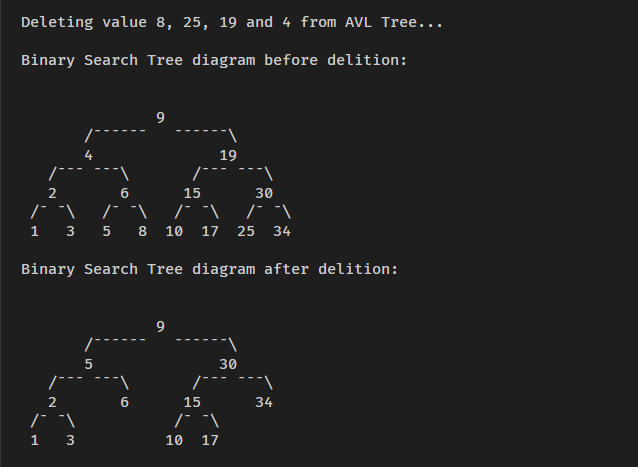 Deleting value 8, 25, 19 and 4 from AVL Tree...
Binary Search Tree diagram before delition:
9
/------ ------\
4 19
/--- ---\ /--- ---\
2 6 15 30
/- -\ /- -\ /- -\ /- -\
1 3 5 8 10 17 25 34
Binary Search Tree diagram after delition:
9
/------ ------\
5 30
/--- ---\ /--- ---\
2 6 15 34
/- -\ /- -\
1 3 10 17